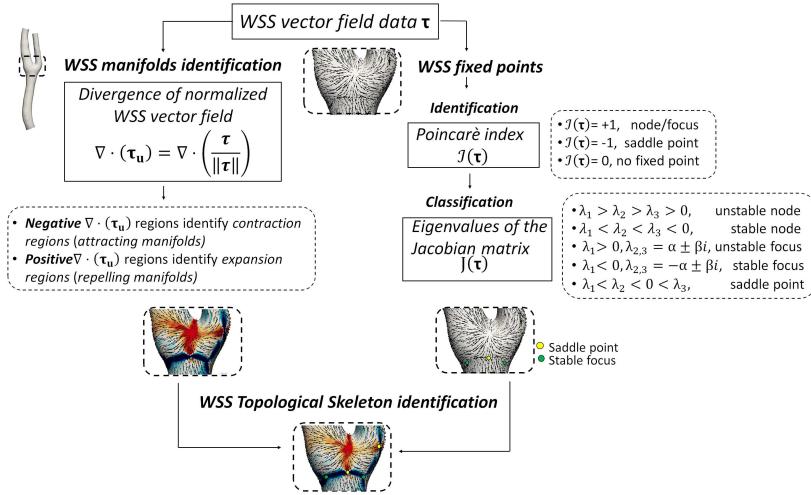 WSS vector field data τ
WSS manifolds identification
Divergence of normalized
WSS vector field
∇ · (τu) = ∇ · (τ / ‖τ‖)
• Negative ∇ · (τu) regions identify contraction
regions (attracting manifolds)
• Positive∇ · (τu) regions identify expansion
regions (repelling manifolds)
WSS fixed points
Identification
Poincarè index
ℐ(τ)
• ℐ(τ)= +1, node/focus
• ℐ(τ)= -1, saddle point
• ℐ(τ)= 0, no fixed point
Classification
Eigenvalues of the
Jacobian matrix
J(τ)
• λ1 > λ2 > λ3 > 0, unstable node
• λ1 < λ2 < λ3 < 0, stable node
• λ1 > 0, λ2,3 = α ± βi, unstable focus
• λ1 < 0, λ2,3 = −α ± βi, stable focus
• λ1 < λ2 < 0 < λ3, saddle point
Saddle point
Stable focus
WSS Topological Skeleton identification